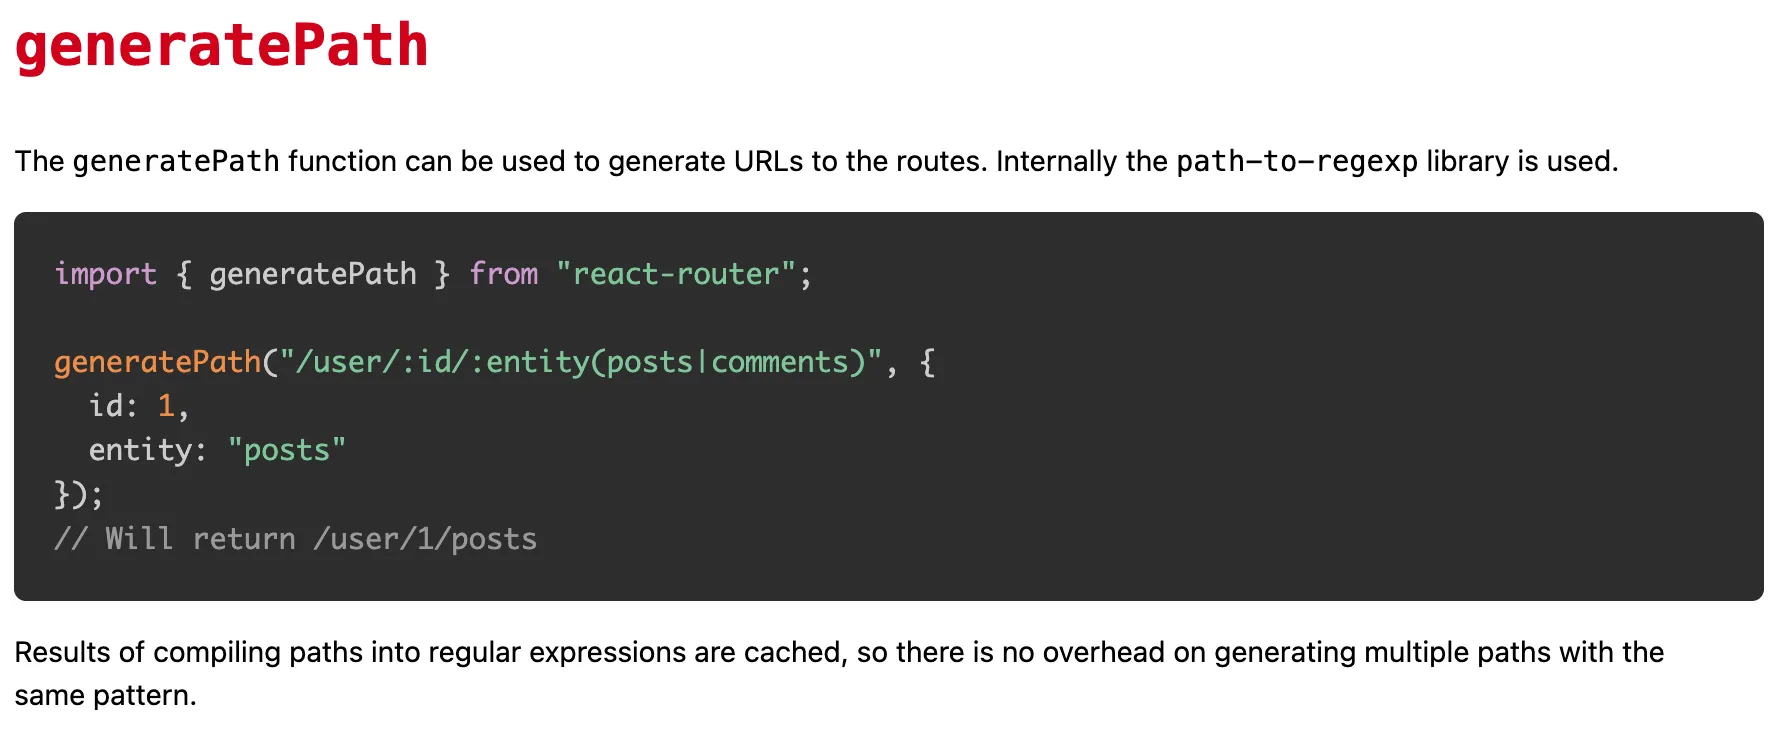 generatePath
The generatePath function can be used to generate URLs to the routes. Internally the path-to-regexp library is used.
import { generatePath } from "react-router";
generatePath("/user/:id/:entity(posts|comments)", {
  id: 1,
  entity: "posts"
});
// Will return /user/1/posts
Results of compiling paths into regular expressions are cached, so there is no overhead on generating multiple paths with the
same pattern.